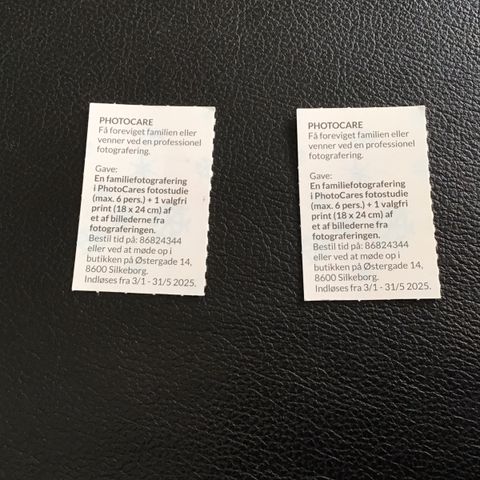 PHOTOCARE
Få foreviget familien eller
venner ved en professionel
fotografering.
Gave:
En familiefotografering
i PhotoCares fotostudie
(max. 6 pers.) + 1 valgfri
print (18 x 24 cm) af
et af billederne fra
fotograferingen.
Bestil tid på: 86824344
eller ved at møde op i
butikken på Østergade 14,
8600 Silkeborg.
Indløses fra 3/1 - 31/5 2025.
PHOTOCARE
Få foreviget familien eller
venner ved en professionel
fotografering.
Gave:
En familiefotografering
i PhotoCares fotostudie
(max. 6 pers.) + 1 valgfri
print (18 x 24 cm) af
et af billederne fra
fotograferingen.
Bestil tid på: 86824344
eller ved at møde op i
butikken på Østergade 14,
8600 Silkeborg.
Indløses fra 3/1 - 31/5 2025.